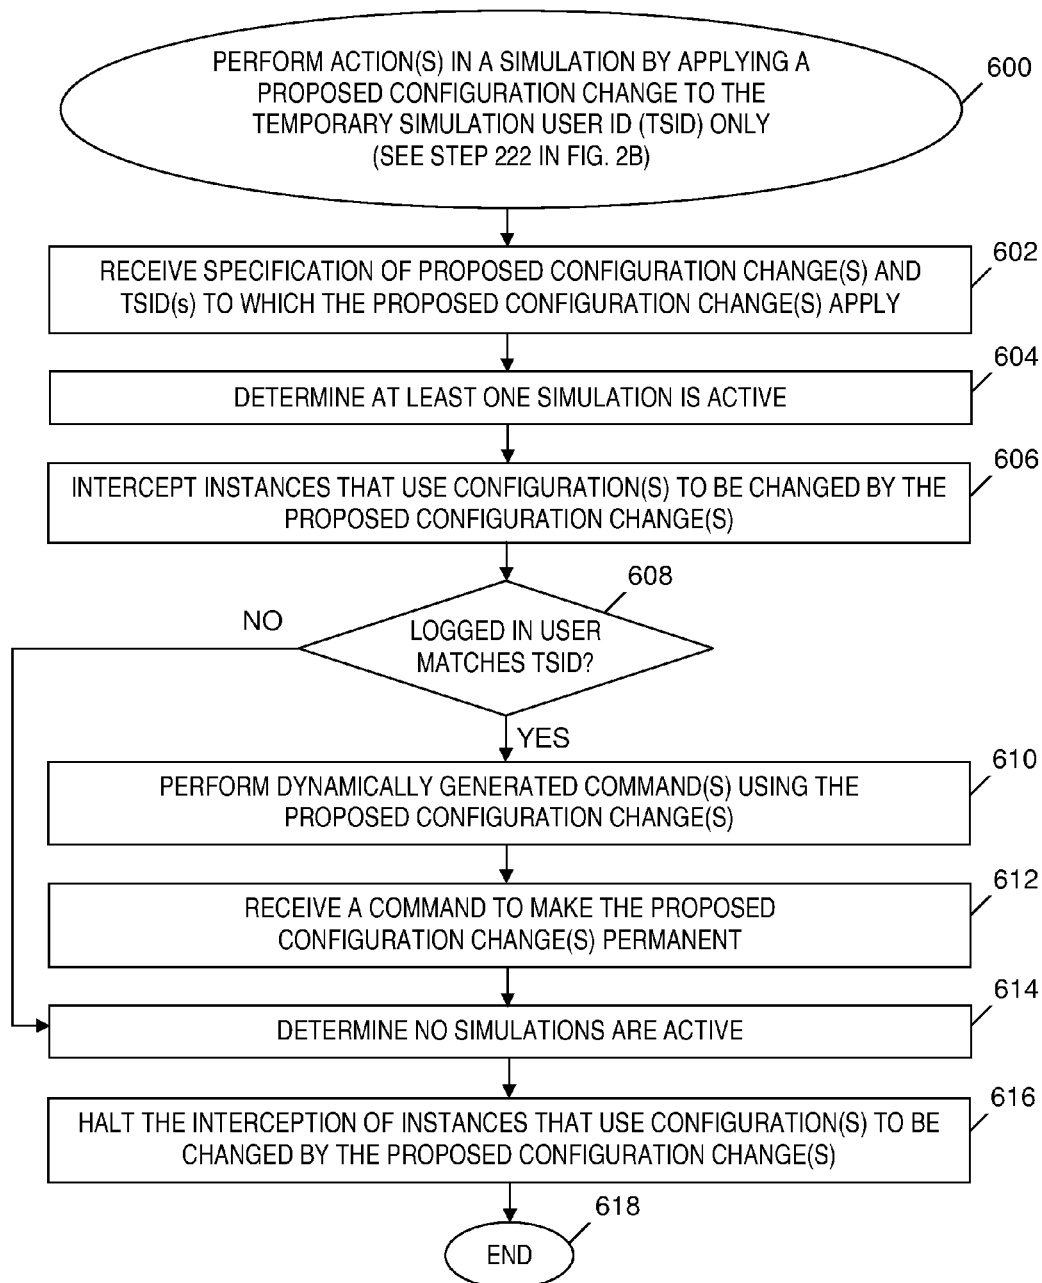 PERFORM ACTION(S) IN A SIMULATION BY APPLYING A
PROPOSED CONFIGURATION CHANGE TO THE
TEMPORARY SIMULATION USER ID (TSID) ONLY
(SEE STEP 222 IN FIG. 2B)
600
RECEIVE SPECIFICATION OF PROPOSED CONFIGURATION CHANGE(S) AND
TSID(s) TO WHICH THE PROPOSED CONFIGURATION CHANGE(S) APPLY
602
DETERMINE AT LEAST ONE SIMULATION IS ACTIVE
604
INTERCEPT INSTANCES THAT USE CONFIGURATION(S) TO BE CHANGED BY THE
PROPOSED CONFIGURATION CHANGE(S)
606
LOGGED IN USER
MATCHES TSID?
608
NO
YES
PERFORM DYNAMICALLY GENERATED COMMAND(S) USING THE
PROPOSED CONFIGURATION CHANGE(S)
610
RECEIVE A COMMAND TO MAKE THE PROPOSED
CONFIGURATION CHANGE(S) PERMANENT
612
DETERMINE NO SIMULATIONS ARE ACTIVE
614
HALT THE INTERCEPTION OF INSTANCES THAT USE CONFIGURATION(S) TO BE
CHANGED BY THE PROPOSED CONFIGURATION CHANGE(S)
616
END
618